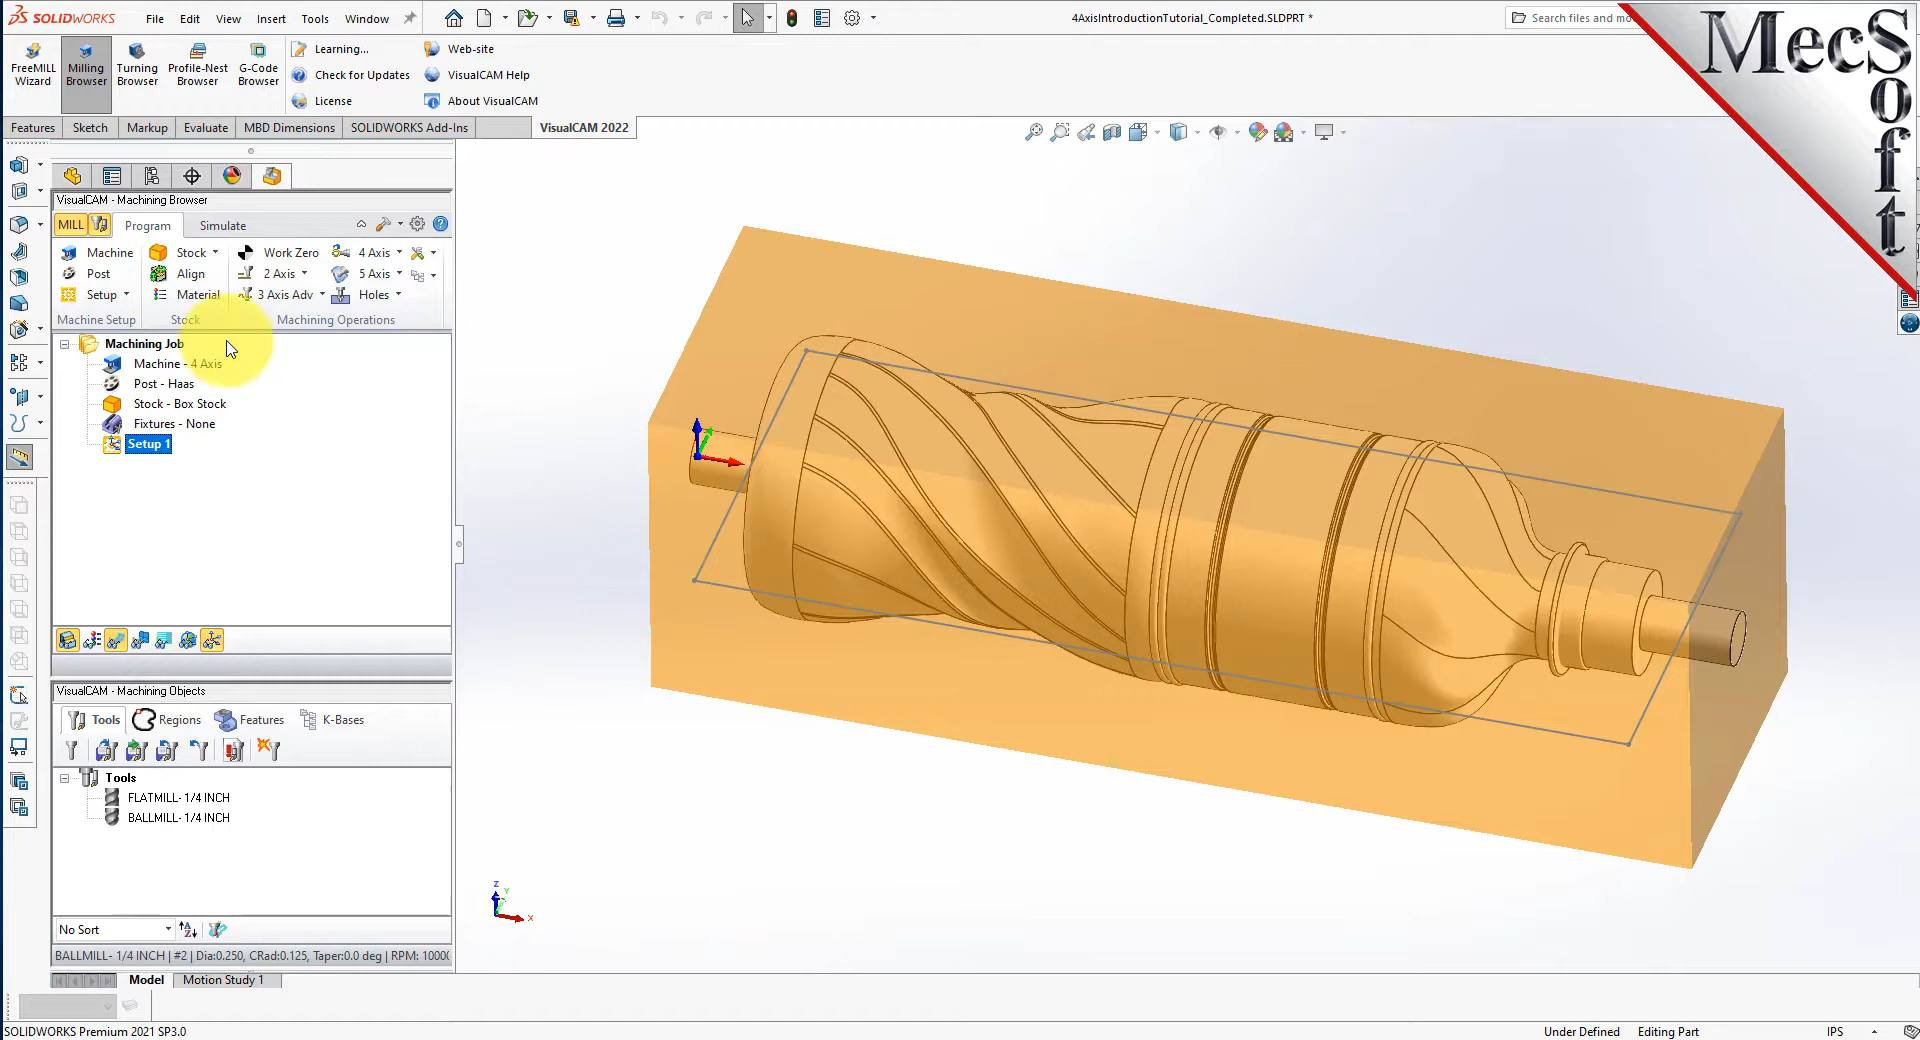 SOLIDWORKS File Edit View Insert Tools Window
4AxisIntroductionTutorial_Completed.SLDPRT *
Search files and mo
MecSoft
FreeMILL Wizard
Milling Browser
Turning Browser
Profile-Nest Browser
G-Code Browser
Learning...
Check for Updates
License
Web-site
VisualCAM Help
About VisualCAM
Features Sketch Markup Evaluate MBD Dimensions SOLIDWORKS Add-Ins VisualCAM 2022
VisualCAM - Machining Browser
MILL Program Simulate
Machine Stock Work Zero 4 Axis
Post Align 2 Axis 5 Axis
Setup Material 3 Axis Adv Holes
Machine Setup Stock Machining Operations
Machining Job
Machine - 4 Axis
Post - Haas
Stock - Box Stock
Fixtures - None
Setup 1
VisualCAM - Machining Objects
Tools Regions Features K-Bases
Tools
FLATMILL- 1/4 INCH
BALLMILL- 1/4 INCH
No Sort
BALLMILL- 1/4 INCH | #2 | Dia:0.250, CRad:0.125, Taper:0.0 deg | RPM: 1000
Z
Y
X
Model Motion Study 1
SOLIDWORKS Premium 2021 SP3.0
Under Defined Editing Part IPS